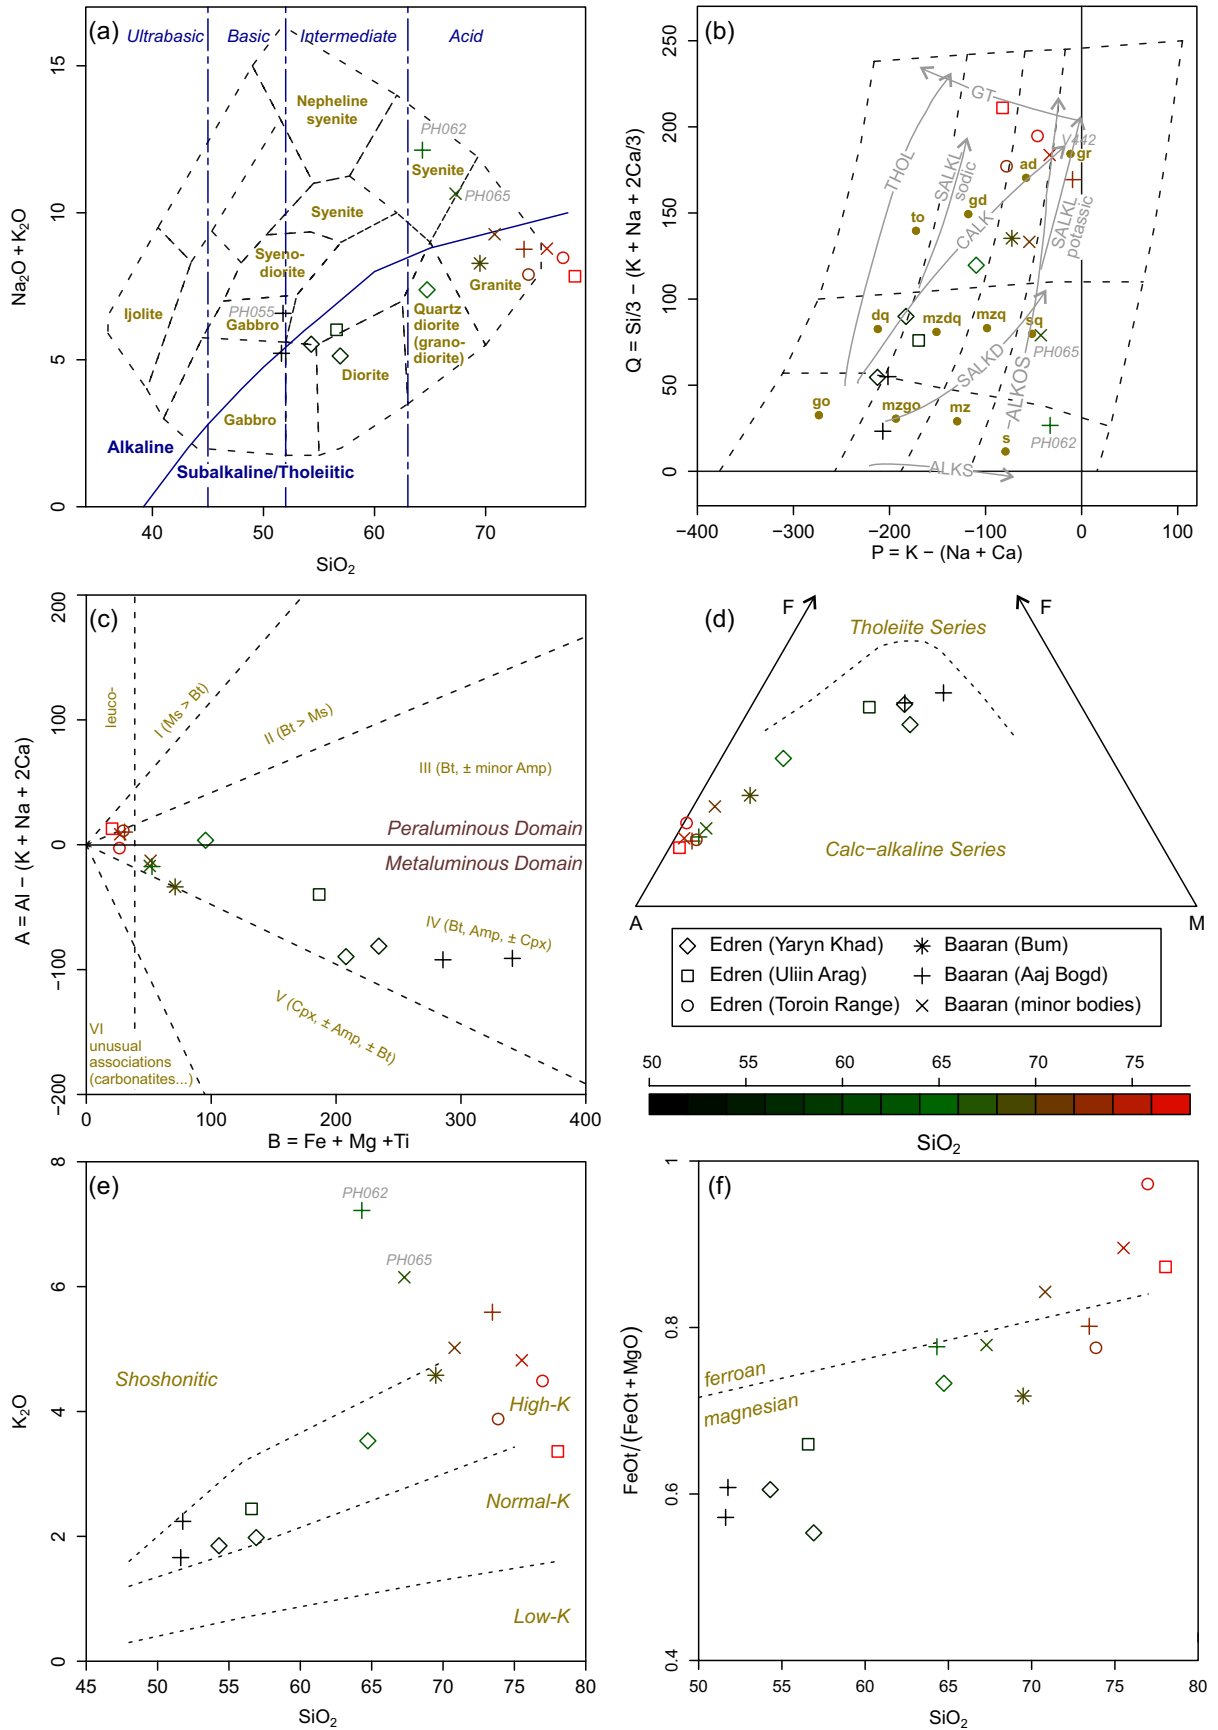 (a)
Ultrabasic
Basic
Intermediate
Acid
Nepheline
syenite
PH062
Syenite
PH065
Syenite
Syeno-
diorite
PH055
Ijolite
Gabbro
Granite
Quartz
diorite
(grano-
diorite)
Diorite
Gabbro
Alkaline
Subalkaline/Tholeiitic
Na₂O + K₂O
0
5
10
15
40
50
60
70
SiO₂
(b)
GT
THOL
SALKL
sodic
V442
ad
gr
gd
to
CALK
SALKL
potassic
dq
mzdq
mzq
sq
PH065
SALKD
ALKOS
go
mzgo
mz
s
PH062
ALKS
Q = Si/3 − (K + Na + 2Ca/3)
0
50
100
150
200
250
−400
−300
−200
−100
0
100
P = K − (Na + Ca)
(c)
leuco-
I (Ms > Bt)
II (Bt > Ms)
III (Bt, ± minor Amp)
Peraluminous Domain
Metaluminous Domain
IV (Bt, Amp, ± Cpx)
V (Cpx, ± Amp, ± Bt)
VI
unusual
associations
(carbonatites...)
A = Al − (K + Na + 2Ca)
−200
−100
0
100
200
0
100
200
300
400
B = Fe + Mg +Ti
(d)
F
F
Tholeiite Series
Calc−alkaline Series
A
M
Edren (Yaryn Khad)
Baaran (Bum)
Edren (Uliin Arag)
Baaran (Aaj Bogd)
Edren (Toroin Range)
Baaran (minor bodies)
50
55
60
65
70
75
SiO₂
(e)
PH062
PH065
Shoshonitic
High-K
Normal-K
Low-K
K₂O
0
2
4
6
8
45
50
55
60
65
70
75
80
SiO₂
(f)
ferroan
magnesian
FeOt/(FeOt + MgO)
0.4
0.6
0.8
1
50
55
60
65
70
75
80
SiO₂